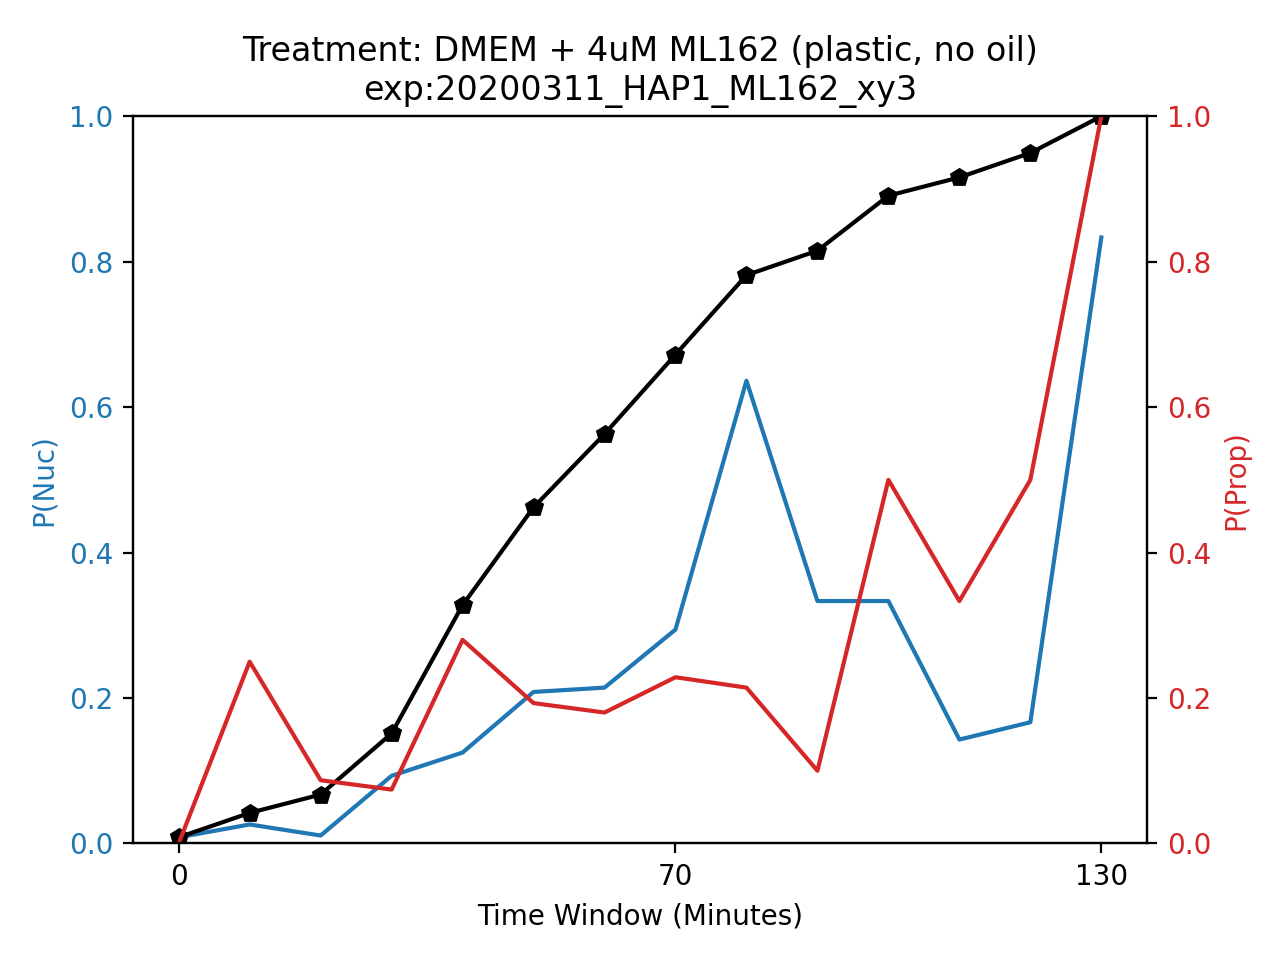 Treatment: DMEM + 4uM ML162 (plastic, no oil)
exp:20200311_HAP1_ML162_xy3
1.0
0.8
0.6
0.4
0.2
0.0
P(Nuc)
1.0
0.8
0.6
0.4
0.2
0.0
P(Prop)
0 70 130
Time Window (Minutes)